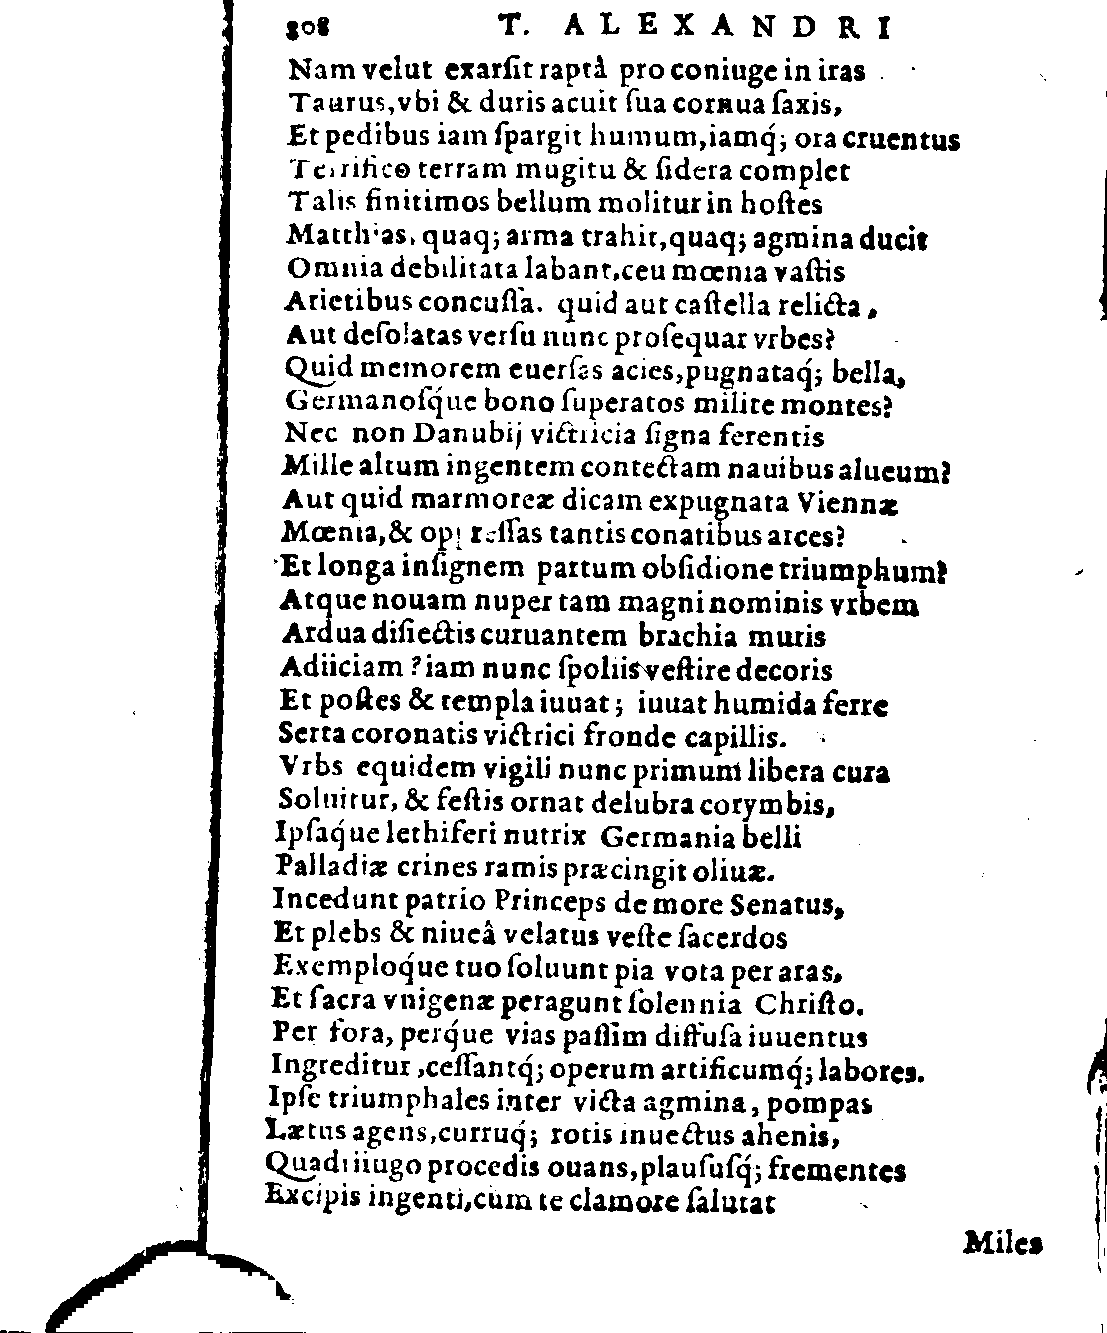 308 T. ALEXANDRI
Nam velut exarſit raptâ pro coniuge in iras
Taurus, vbi & duris acuit ſua cornua ſaxis,
Et pedibus iam ſpargit humum, iamq́; ora cruentus
Terrifico terram mugitu & ſidera complet
Talis finitimos bellum molitur in hoſtes
Matthias, quaq; arma trahit, quaq; agmina ducit
Omnia debilitata labant, ceu mœnia vaſtis
Arietibus concuſſa. quid aut caſtella relicta,
Aut deſolatas verſu nunc proſequar vrbes?
Quid memorem euerſas acies, pugnataq́; bella,
Germanoſq́ue bono ſuperatos milite montes?
Nec non Danubij victricia ſigna ferentis
Mille altum ingentem contectam nauibus alueum?
Aut quid marmoreæ dicam expugnata Viennæ
Mœnia, & oppreſſas tantis conatibus arces?
Et longa inſignem partum obſidione triumphum?
Atque nouam nuper tam magni nominis vrbem
Ardua diſiectis curuantem brachia muris
Adiiciam? iam nunc ſpoliis veſtire decoris
Et poſtes & templa iuuat; iuuat humida ferre
Serta coronatis victrici fronde capillis.
Vrbs equidem vigili nunc primum libera cura
Soluitur, & feſtis ornat delubra corymbis,
Ipſaq́ue lethiferi nutrix Germania belli
Palladiæ crines ramis præcingit oliuæ.
Incedunt patrio Princeps de more Senatus,
Et plebs & niueâ velatus veſte ſacerdos
Exemploq́ue tuo ſoluunt pia vota per aras,
Et ſacra vnigenæ peragunt ſolennia Chriſto.
Per fora, perq́ue vias paſſim diffuſa iuuentus
Ingreditur, ceſſantq́; operum artificumq́; labores.
Ipſe triumphales inter victa agmina, pompas
Lætus agens, curruq́; rotis inuectus ahenis,
Quadriiugo procedis ouans, plauſuſq́; frementes
Excipis ingenti, cùm te clamore ſalutat
Miles